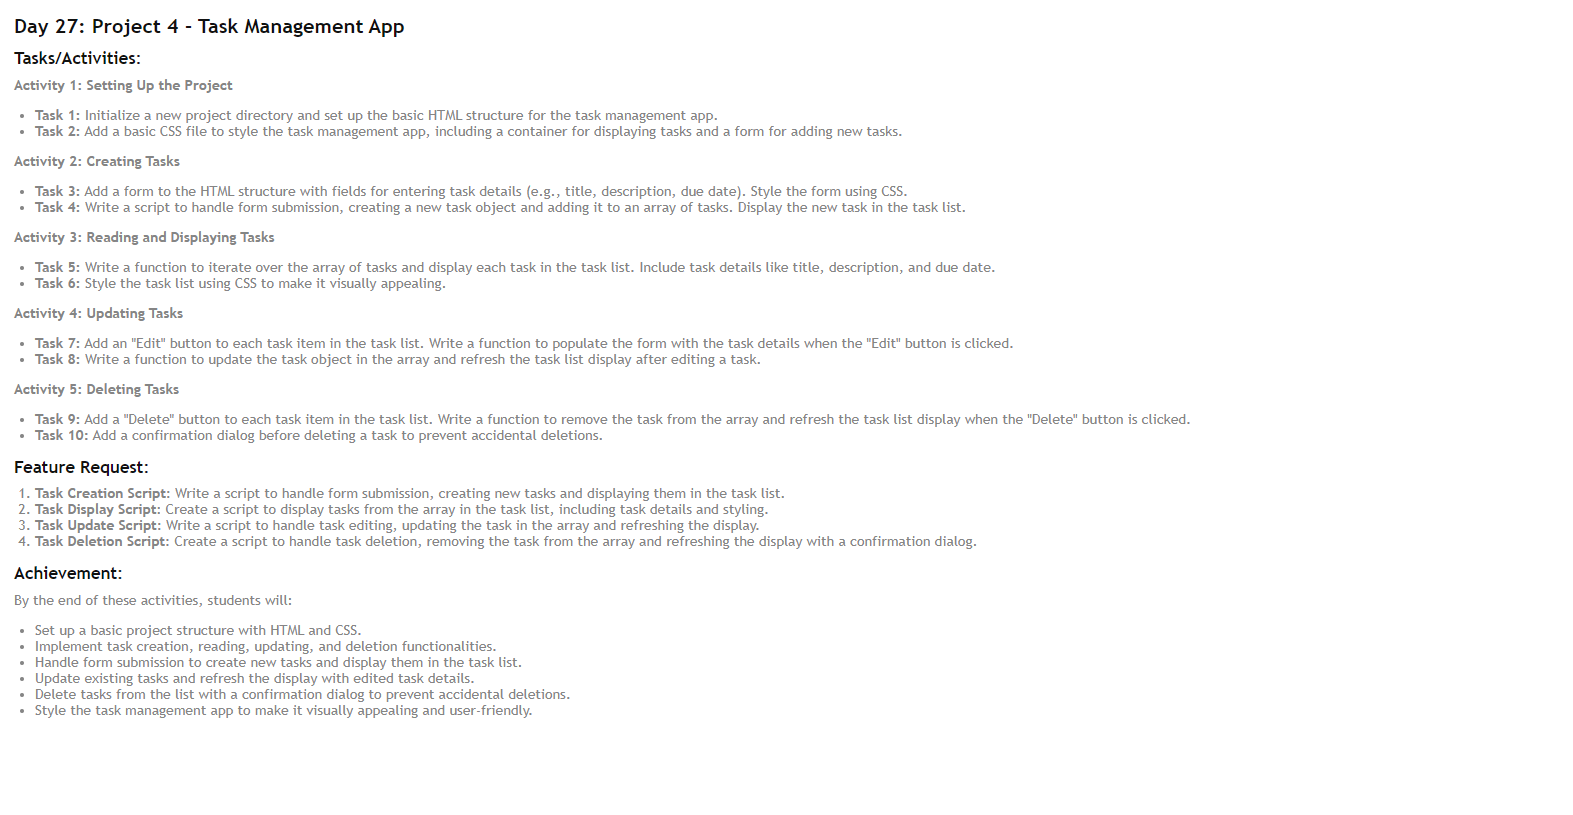 Day 27: Project 4 - Task Management App
Tasks/Activities:
Activity 1: Setting Up the Project
• Task 1: Initialize a new project directory and set up the basic HTML structure for the task management app.
• Task 2: Add a basic CSS file to style the task management app, including a container for displaying tasks and a form for adding new tasks.
Activity 2: Creating Tasks
• Task 3: Add a form to the HTML structure with fields for entering task details (e.g., title, description, due date). Style the form using CSS.
• Task 4: Write a script to handle form submission, creating a new task object and adding it to an array of tasks. Display the new task in the task list.
Activity 3: Reading and Displaying Tasks
• Task 5: Write a function to iterate over the array of tasks and display each task in the task list. Include task details like title, description, and due date.
• Task 6: Style the task list using CSS to make it visually appealing.
Activity 4: Updating Tasks
• Task 7: Add an "Edit" button to each task item in the task list. Write a function to populate the form with the task details when the "Edit" button is clicked.
• Task 8: Write a function to update the task object in the array and refresh the task list display after editing a task.
Activity 5: Deleting Tasks
• Task 9: Add a "Delete" button to each task item in the task list. Write a function to remove the task from the array and refresh the task list display when the "Delete" button is clicked.
• Task 10: Add a confirmation dialog before deleting a task to prevent accidental deletions.
Feature Request:
1. Task Creation Script: Write a script to handle form submission, creating new tasks and displaying them in the task list.
2. Task Display Script: Create a script to display tasks from the array in the task list, including task details and styling.
3. Task Update Script: Write a script to handle task editing, updating the task in the array and refreshing the display.
4. Task Deletion Script: Create a script to handle task deletion, removing the task from the array and refreshing the display with a confirmation dialog.
Achievement:
By the end of these activities, students will:
• Set up a basic project structure with HTML and CSS.
• Implement task creation, reading, updating, and deletion functionalities.
• Handle form submission to create new tasks and display them in the task list.
• Update existing tasks and refresh the display with edited task details.
• Delete tasks from the list with a confirmation dialog to prevent accidental deletions.
• Style the task management app to make it visually appealing and user-friendly.